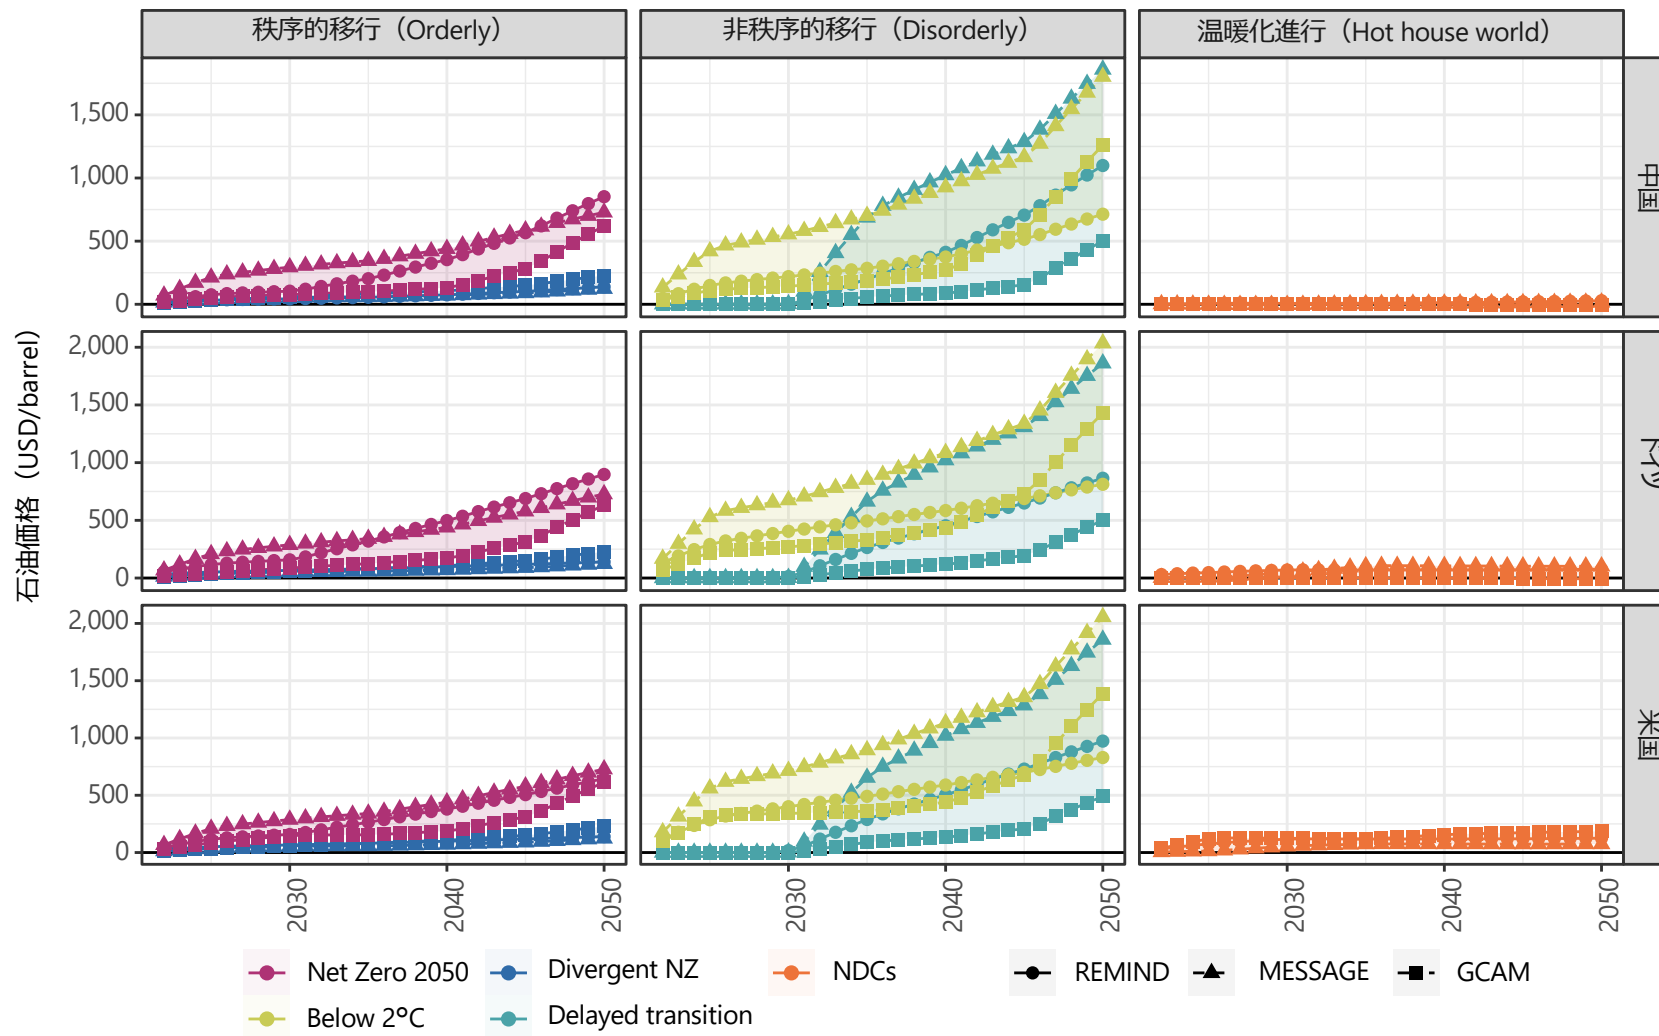 秩序的移行（Orderly）
非秩序的移行（Disorderly）
温暖化進行（Hot house world）
石油価格（USD/barrel）
1,500
1,000
500
0
中国
2,000
1,500
1,000
500
0
ドイツ
2,000
1,500
1,000
500
0
米国
2030
2040
2050
2030
2040
2050
2030
2040
2050
Net Zero 2050
Divergent NZ
NDCs
REMIND
MESSAGE
GCAM
Below 2°C
Delayed transition